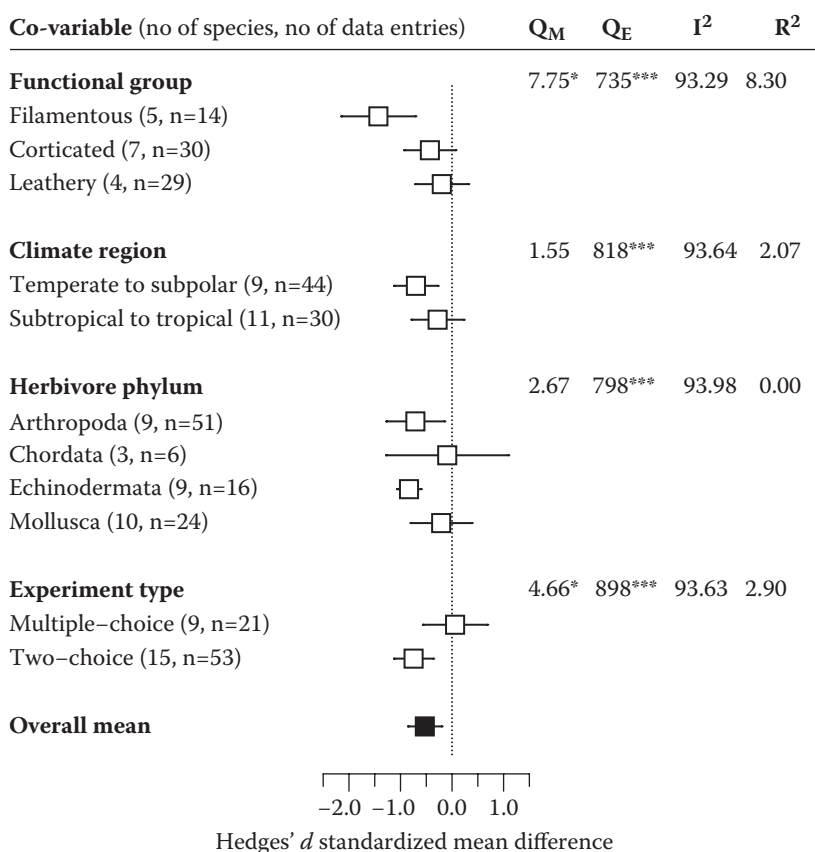 Co-variable (no of species, no of data entries) Q_M Q_E I² R²
Functional group 7.75* 735*** 93.29 8.30
Filamentous (5, n=14)
Corticated (7, n=30)
Leathery (4, n=29)
Climate region 1.55 818*** 93.64 2.07
Temperate to subpolar (9, n=44)
Subtropical to tropical (11, n=30)
Herbivore phylum 2.67 798*** 93.98 0.00
Arthropoda (9, n=51)
Chordata (3, n=6)
Echinodermata (9, n=16)
Mollusca (10, n=24)
Experiment type 4.66* 898*** 93.63 2.90
Multiple–choice (9, n=21)
Two–choice (15, n=53)
Overall mean
−2.0 −1.0 0.0 1.0
Hedges' d standardized mean difference